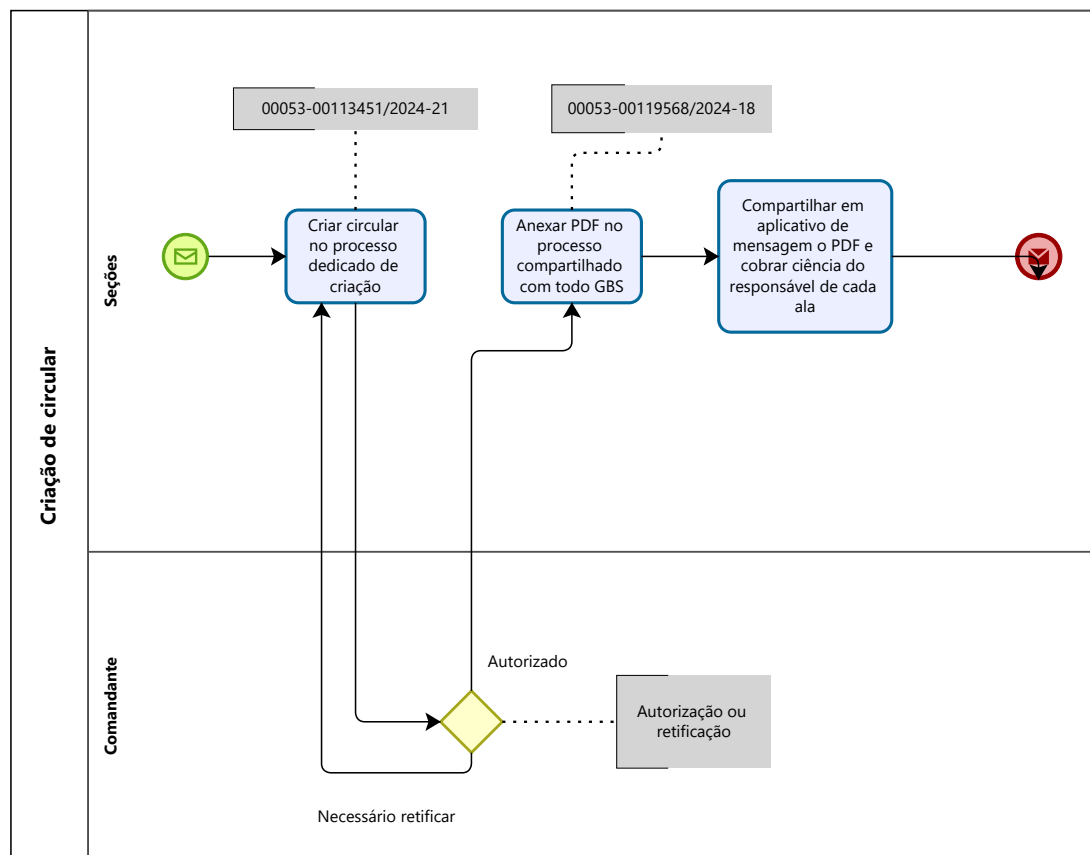 Criação de circular
Seções
00053-00113451/2024-21
00053-00119568/2024-18
Criar circular
no processo
dedicado de
criação
Anexar PDF no
processo
compartilhado
com todo GBS
Compartilhar em
aplicativo de
mensagem o PDF e
cobrar ciência do
responsável de cada
ala
Comandante
Autorizado
Autorização ou
retificação
Necessário retificar